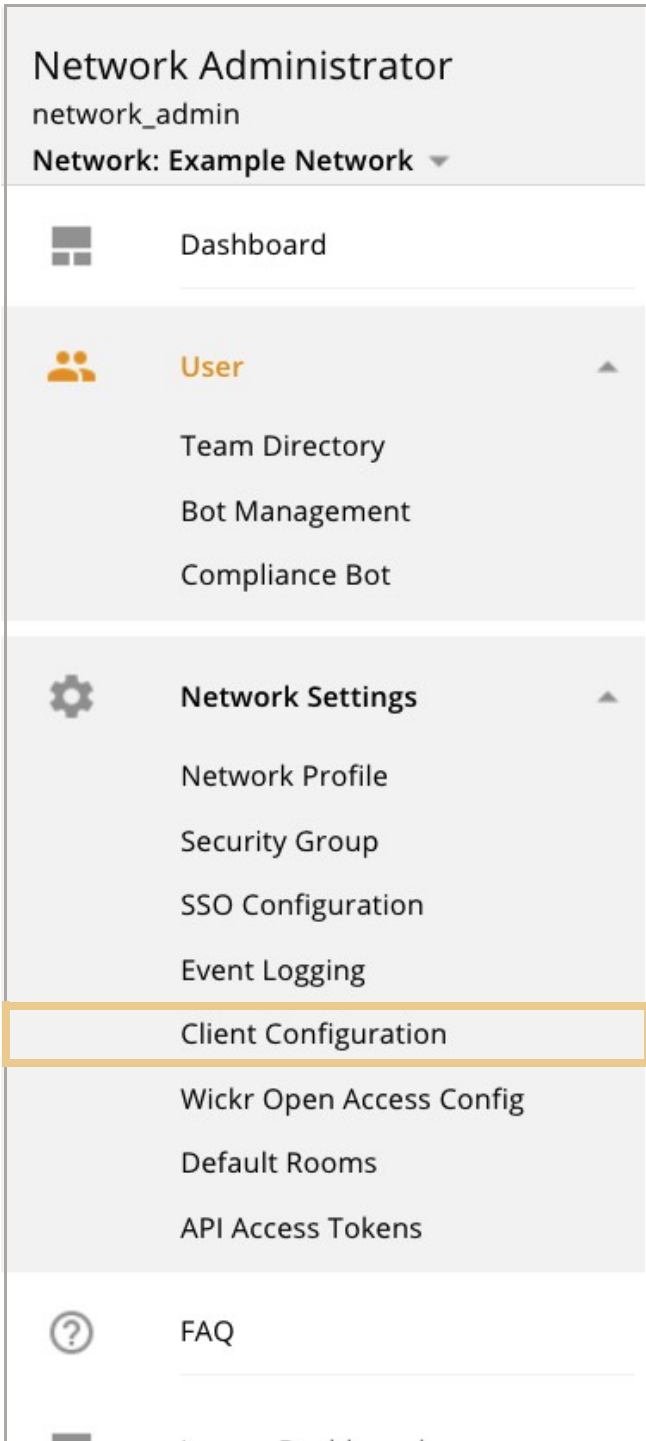 Network Administrator
network_admin
Network: Example Network
Dashboard
User
Team Directory
Bot Management
Compliance Bot
Network Settings
Network Profile
Security Group
SSO Configuration
Event Logging
Client Configuration
Wickr Open Access Config
Default Rooms
API Access Tokens
FAQ